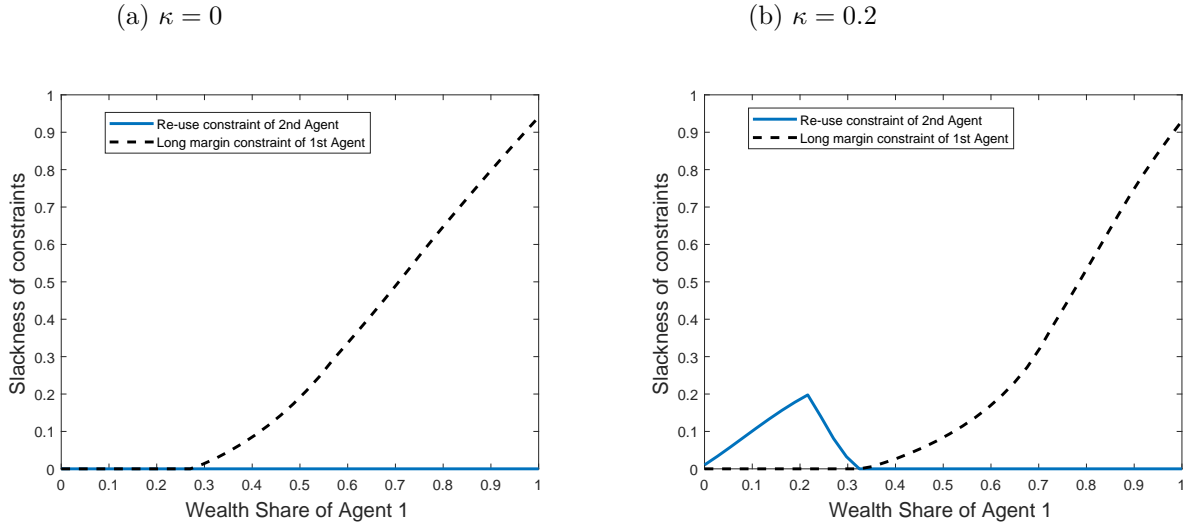 (a) κ = 0
Slackness of constraints
1
0.9
0.8
0.7
0.6
0.5
0.4
0.3
0.2
0.1
0
Re-use constraint of 2nd Agent
Long margin constraint of 1st Agent
0 0.1 0.2 0.3 0.4 0.5 0.6 0.7 0.8 0.9 1
Wealth Share of Agent 1
(b) κ = 0.2
Slackness of constraints
1
0.9
0.8
0.7
0.6
0.5
0.4
0.3
0.2
0.1
0
Re-use constraint of 2nd Agent
Long margin constraint of 1st Agent
0 0.1 0.2 0.3 0.4 0.5 0.6 0.7 0.8 0.9 1
Wealth Share of Agent 1